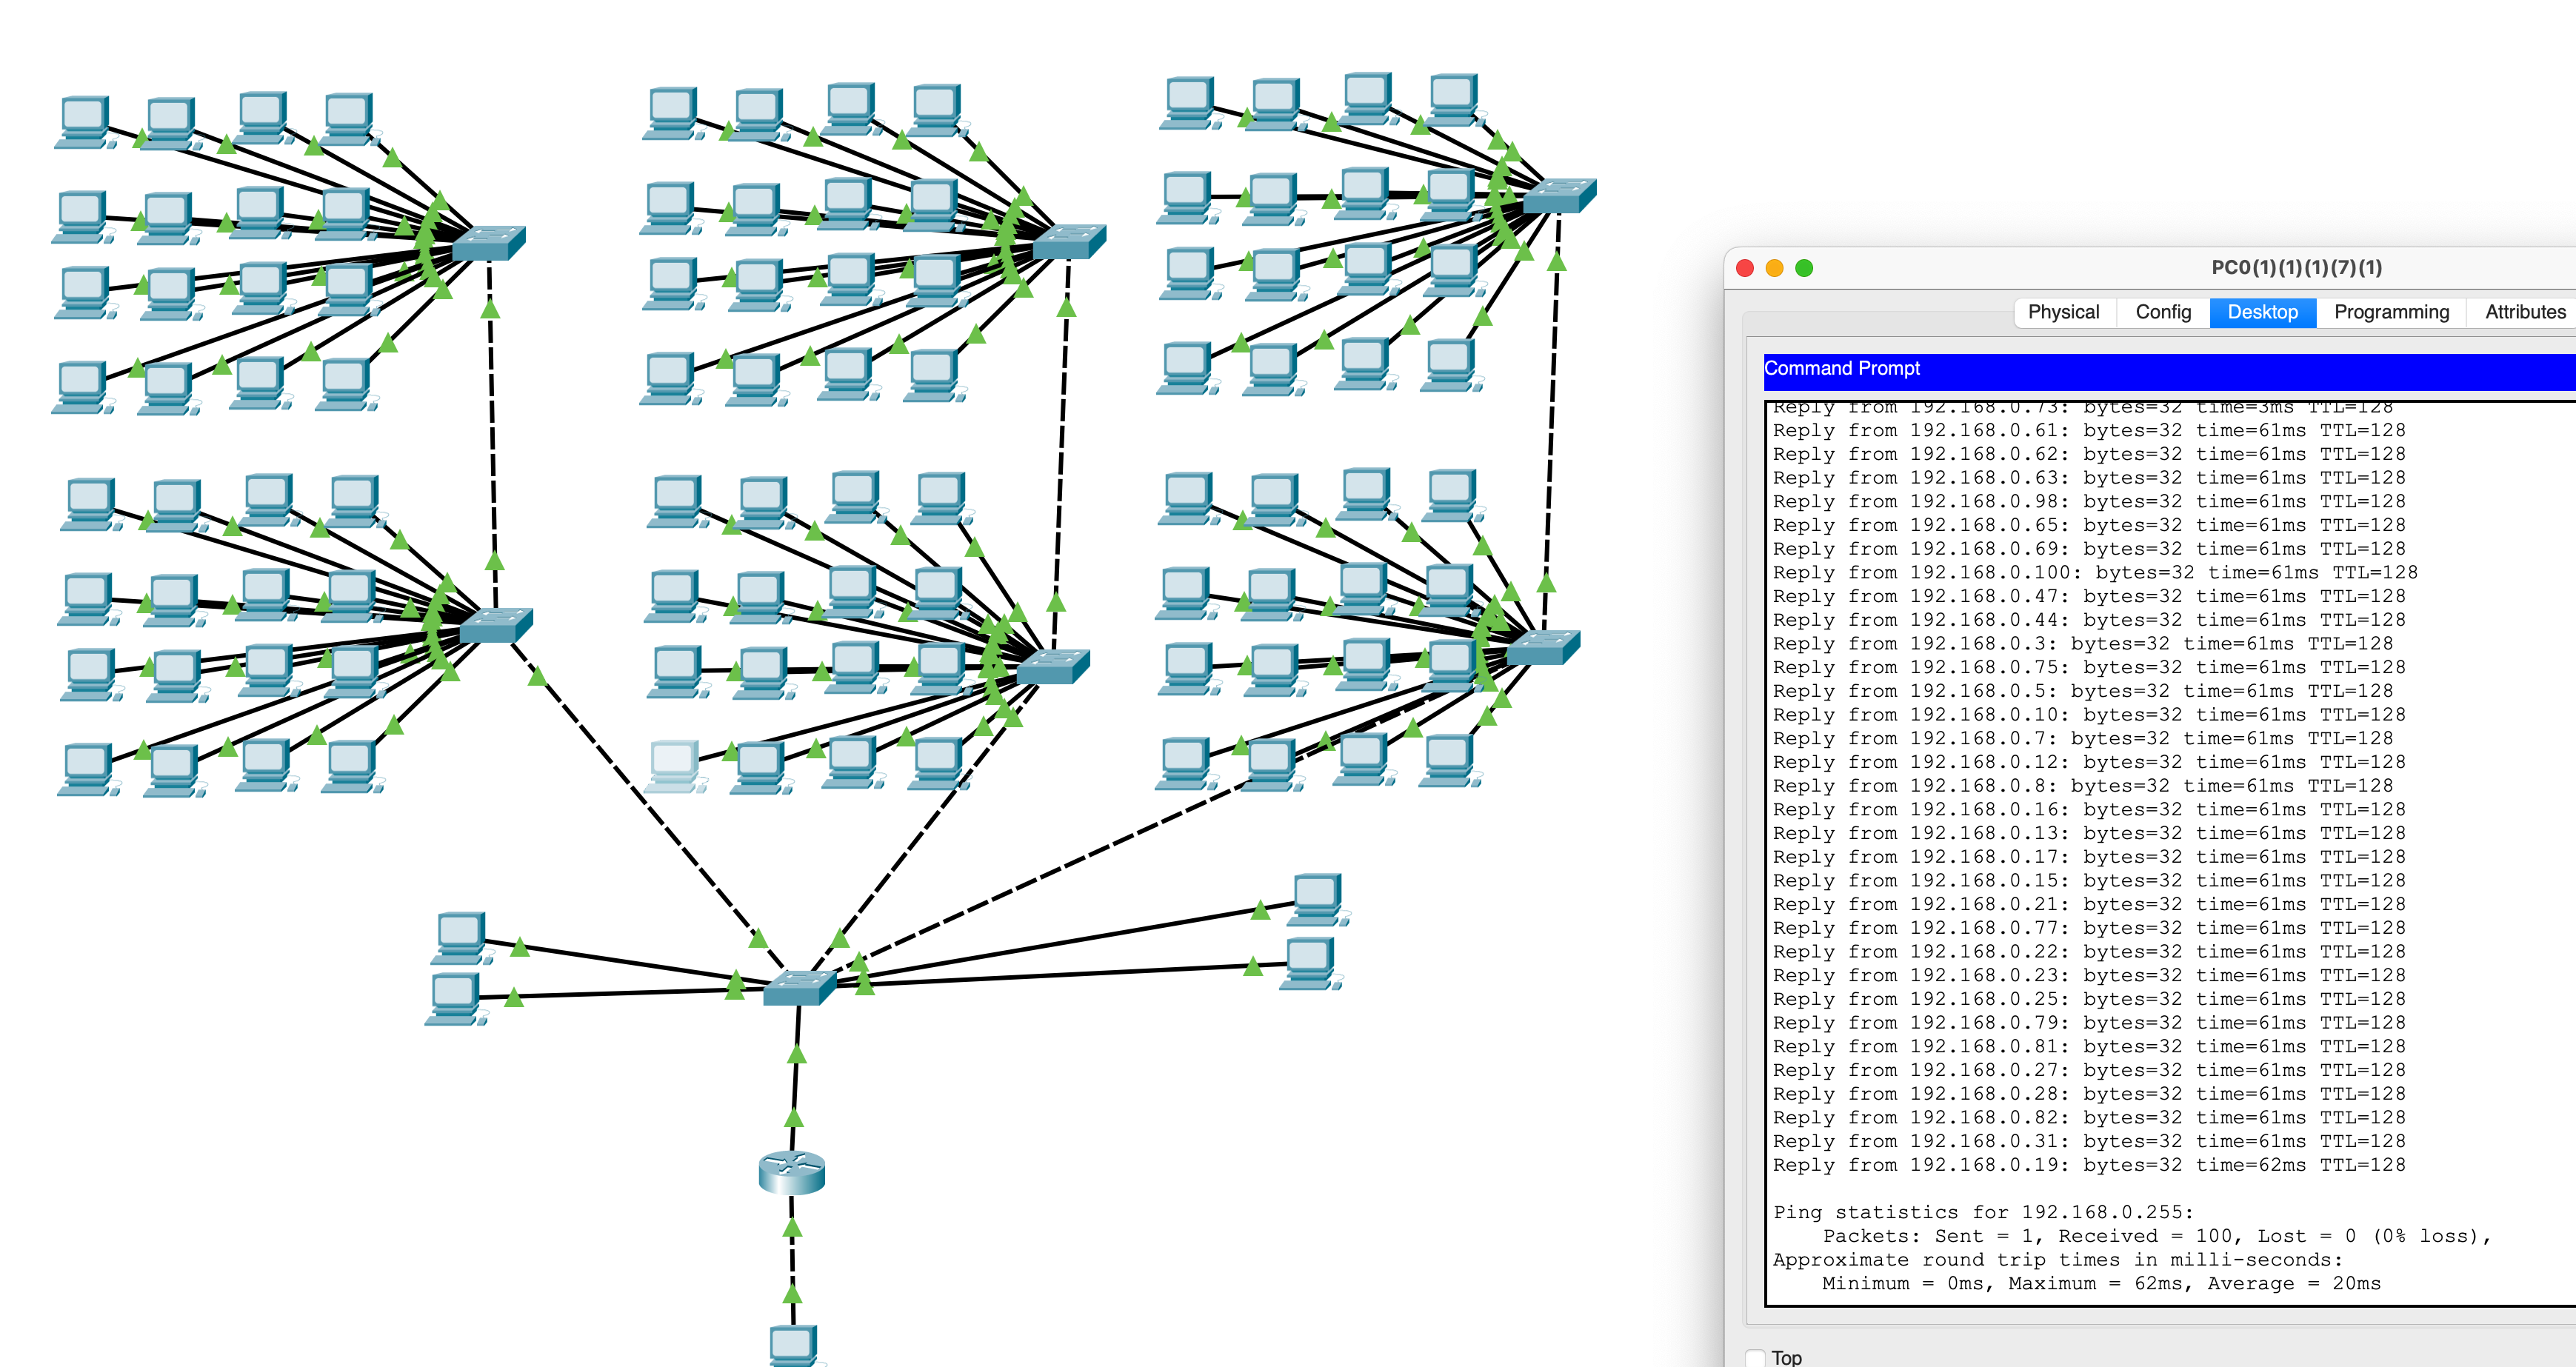 PC0(1)(1)(1)(7)(1)
Physical Config Desktop Programming Attributes
Command Prompt
Reply from 192.168.0.73: bytes=32 time=3ms TTL=128
Reply from 192.168.0.61: bytes=32 time=61ms TTL=128
Reply from 192.168.0.62: bytes=32 time=61ms TTL=128
Reply from 192.168.0.63: bytes=32 time=61ms TTL=128
Reply from 192.168.0.98: bytes=32 time=61ms TTL=128
Reply from 192.168.0.65: bytes=32 time=61ms TTL=128
Reply from 192.168.0.69: bytes=32 time=61ms TTL=128
Reply from 192.168.0.100: bytes=32 time=61ms TTL=128
Reply from 192.168.0.47: bytes=32 time=61ms TTL=128
Reply from 192.168.0.44: bytes=32 time=61ms TTL=128
Reply from 192.168.0.3: bytes=32 time=61ms TTL=128
Reply from 192.168.0.75: bytes=32 time=61ms TTL=128
Reply from 192.168.0.5: bytes=32 time=61ms TTL=128
Reply from 192.168.0.10: bytes=32 time=61ms TTL=128
Reply from 192.168.0.7: bytes=32 time=61ms TTL=128
Reply from 192.168.0.12: bytes=32 time=61ms TTL=128
Reply from 192.168.0.8: bytes=32 time=61ms TTL=128
Reply from 192.168.0.16: bytes=32 time=61ms TTL=128
Reply from 192.168.0.13: bytes=32 time=61ms TTL=128
Reply from 192.168.0.17: bytes=32 time=61ms TTL=128
Reply from 192.168.0.15: bytes=32 time=61ms TTL=128
Reply from 192.168.0.21: bytes=32 time=61ms TTL=128
Reply from 192.168.0.77: bytes=32 time=61ms TTL=128
Reply from 192.168.0.22: bytes=32 time=61ms TTL=128
Reply from 192.168.0.23: bytes=32 time=61ms TTL=128
Reply from 192.168.0.25: bytes=32 time=61ms TTL=128
Reply from 192.168.0.79: bytes=32 time=61ms TTL=128
Reply from 192.168.0.81: bytes=32 time=61ms TTL=128
Reply from 192.168.0.27: bytes=32 time=61ms TTL=128
Reply from 192.168.0.28: bytes=32 time=61ms TTL=128
Reply from 192.168.0.82: bytes=32 time=61ms TTL=128
Reply from 192.168.0.31: bytes=32 time=61ms TTL=128
Reply from 192.168.0.19: bytes=32 time=62ms TTL=128
Ping statistics for 192.168.0.255:
Packets: Sent = 1, Received = 100, Lost = 0 (0% loss),
Approximate round trip times in milli-seconds:
Minimum = 0ms, Maximum = 62ms, Average = 20ms
Top